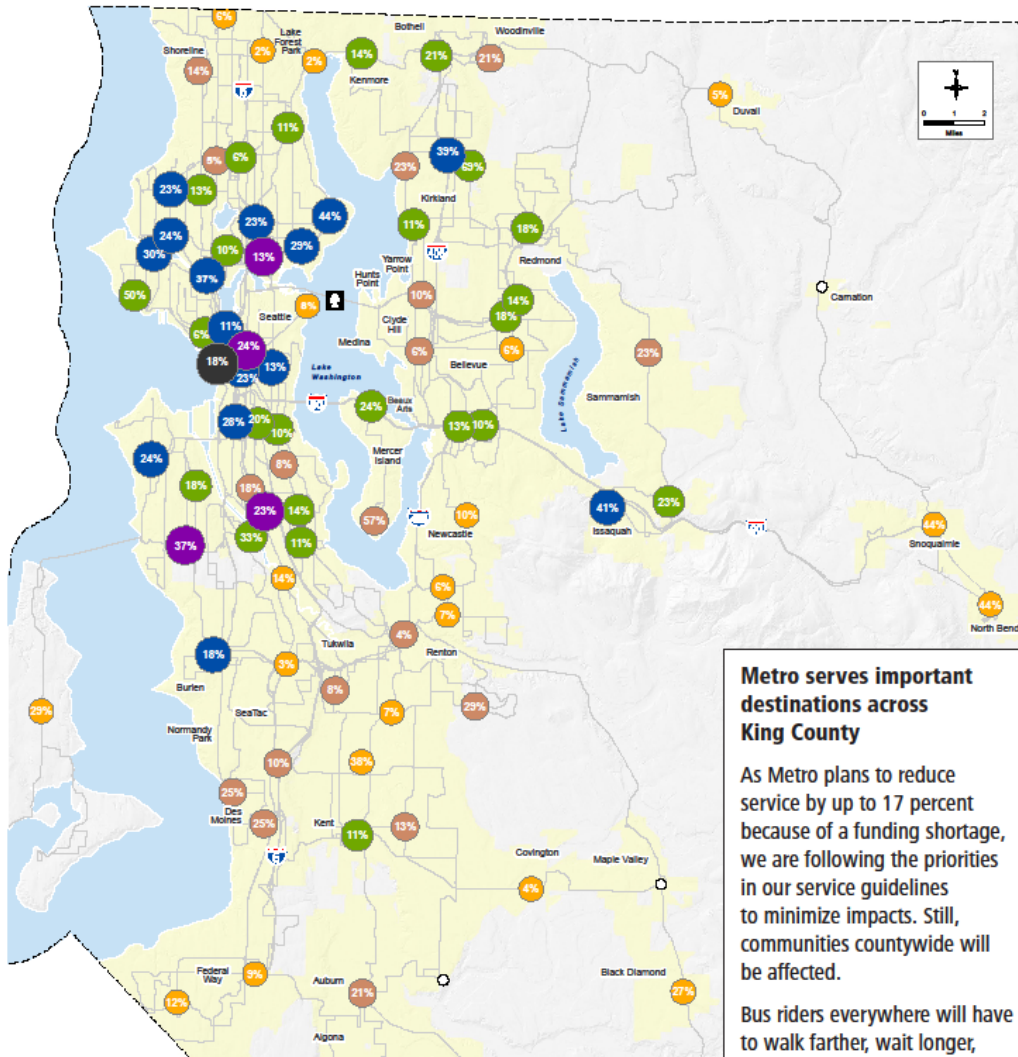 6%
Lake
Forest
Park
2%
2%
Shoreline
14%
5
14%
Kenmore
Bothell
21%
Woodinville
21%
5%
Duvall
N
0 1 2
Miles
11%
6%
23%
13%
23%
39%
69%
Kirkland
44%
23%
24%
30%
10%
13%
29%
37%
50%
11%
405
18%
Redmond
Yarrow
Point
Hunts
Point
Clyde
Hill
Medina
10%
14%
18%
Carnation
Seattle
11%
6%
24%
18%
23%
13%
6%
Bellevue
6%
23%
Sammamish
Lake
Washington
Lake Sammamish
24%
Beaux
Arts
Mercer
Island
28%
20%
10%
13%
10%
24%
8%
18%
18%
23%
14%
33%
11%
37%
57%
10%
Newcastle
41%
Issaquah
23%
44%
Snoqualmie
44%
North Bend
14%
6%
7%
4%
Tukwila
Renton
18%
Burien
3%
8%
SeaTac
7%
29%
29%
Normandy
Park
10%
38%
25%
Des
Moines
25%
Kent
11%
13%
5
Covington
4%
Maple Valley
Federal
Way
9%
12%
Auburn
21%
Algona
Black Diamond
27%
Metro serves important
destinations across
King County
As Metro plans to reduce
service by up to 17 percent
because of a funding shortage,
we are following the priorities
in our service guidelines
to minimize impacts. Still,
communities countywide will
be affected.
Bus riders everywhere will have
to walk farther, wait longer,